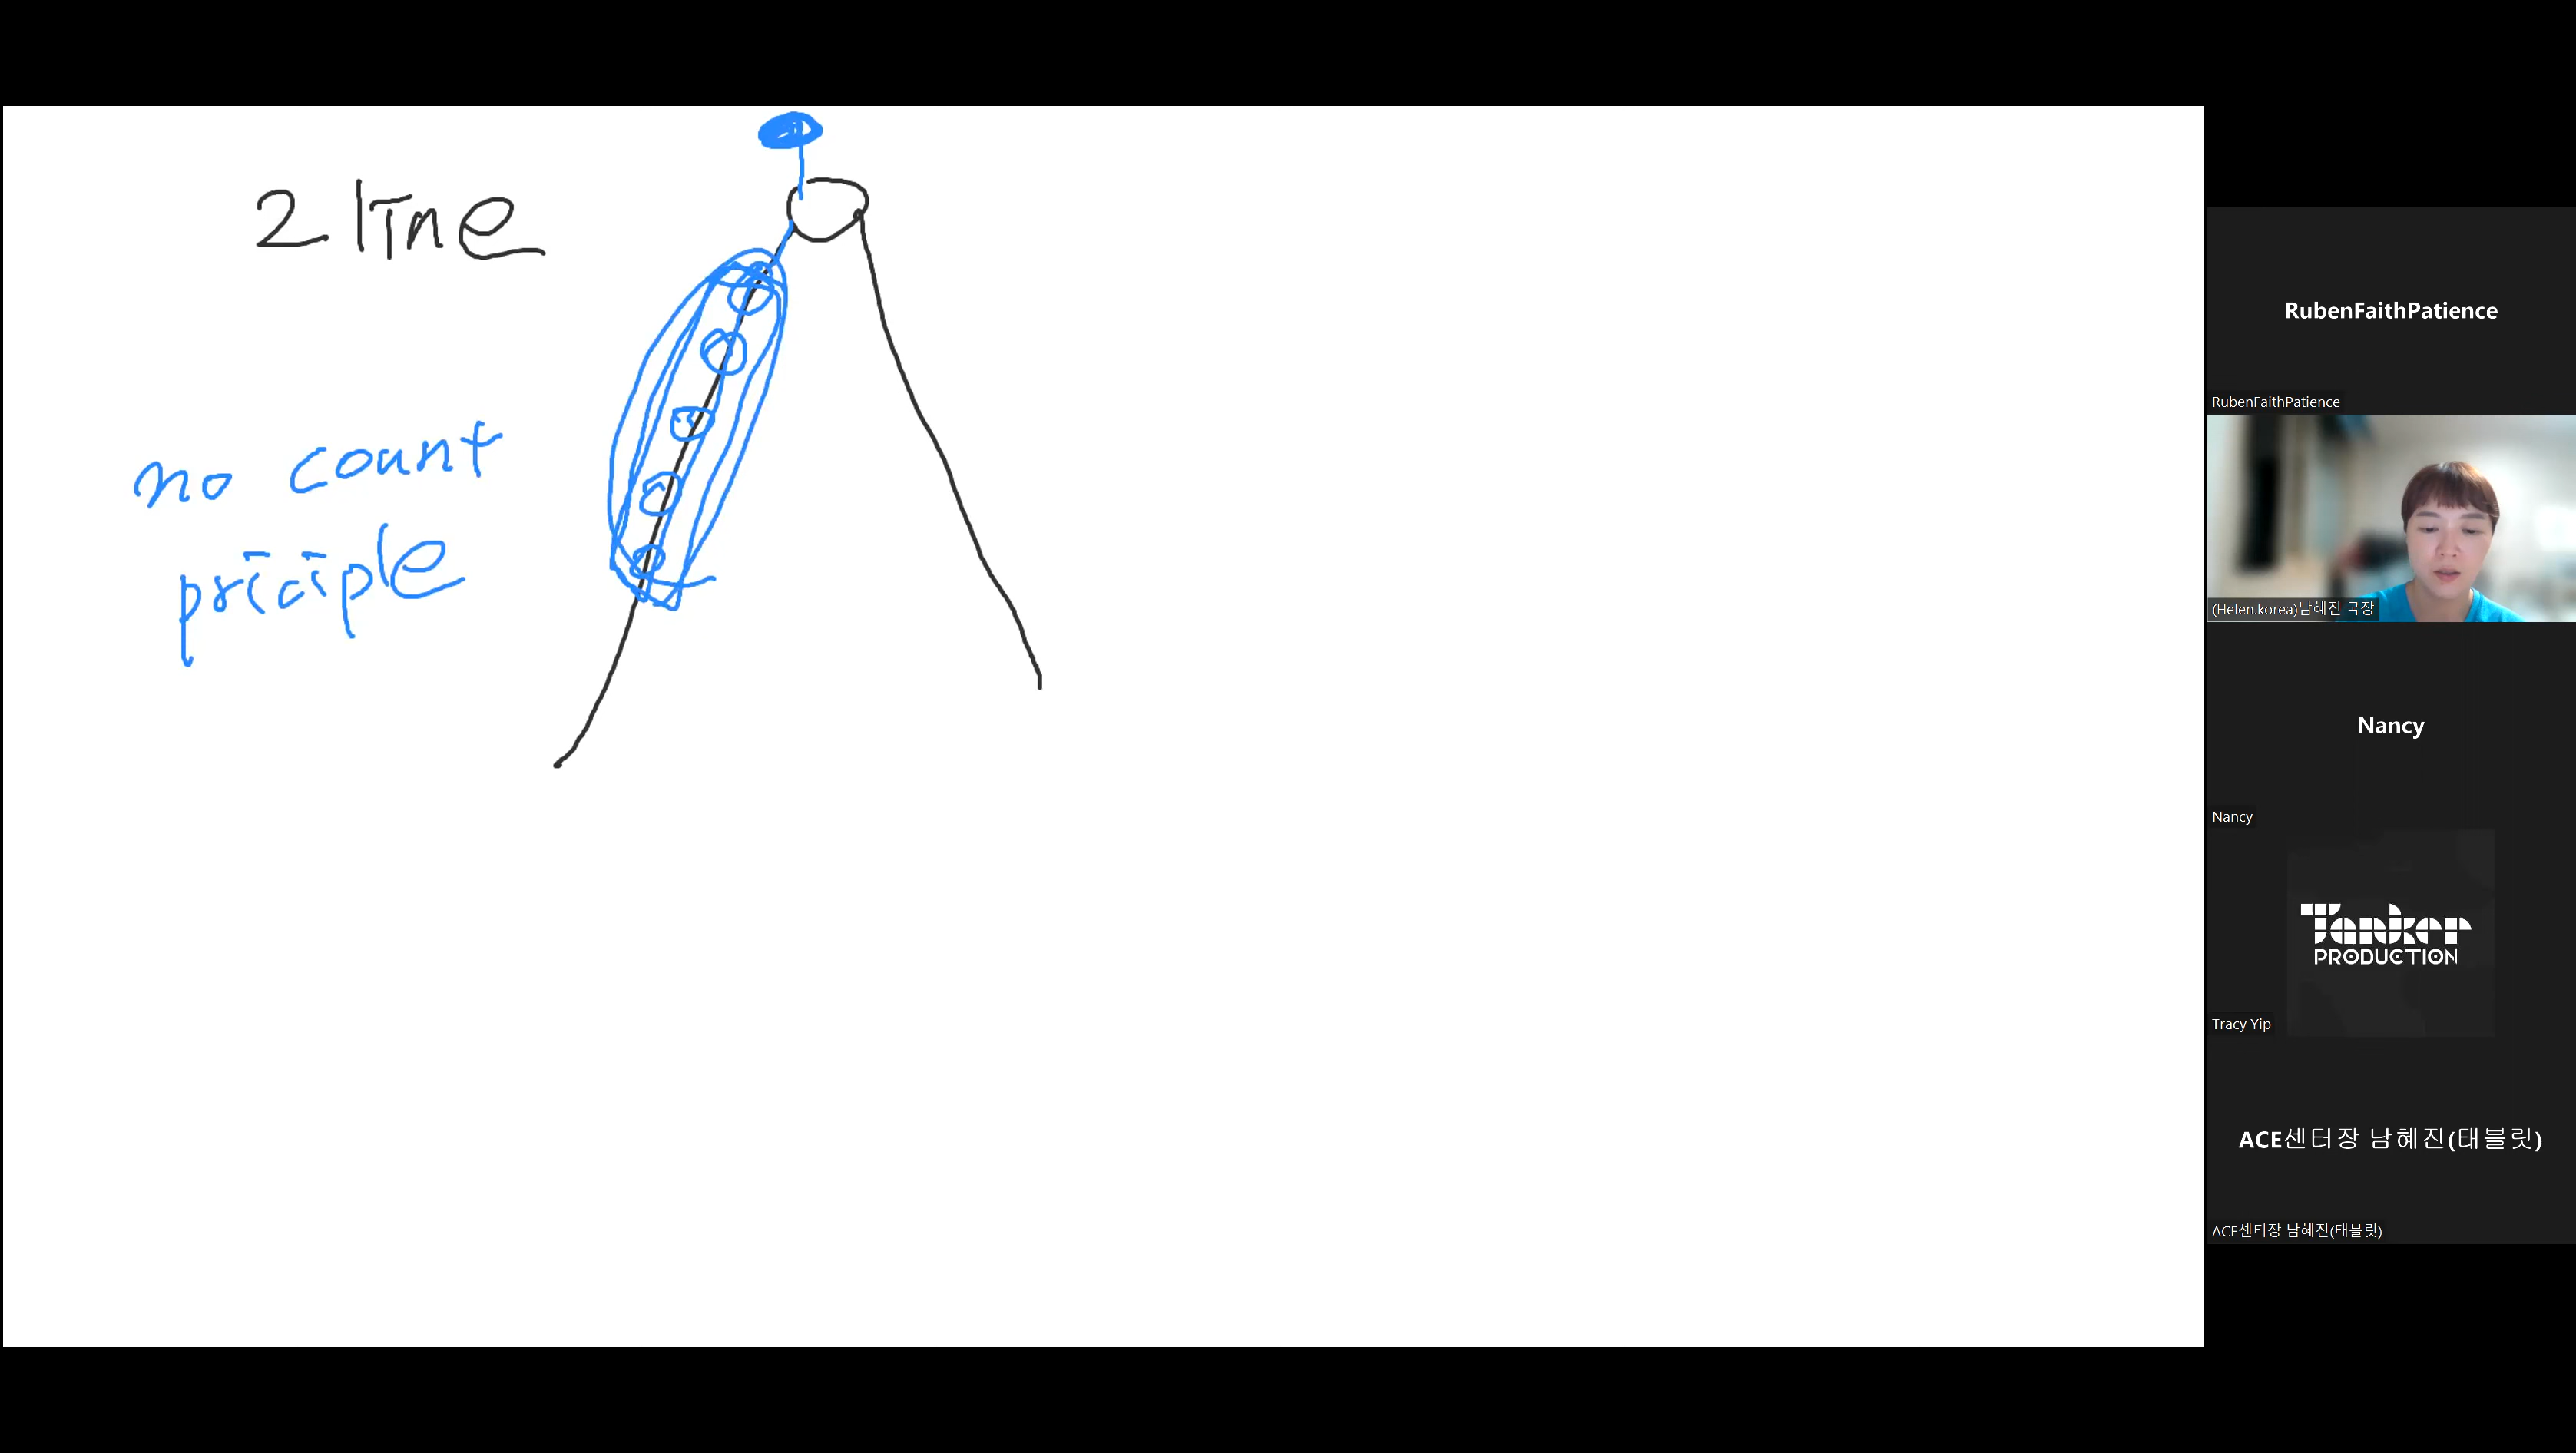 2 line
no count
priciple
RubenFaithPatience
RubenFaithPatience
(Helen.korea)남혜진 국장
Nancy
Nancy
Tanker
PRODUCTION
Tracy Yip
ACE센터장 남혜진(태블릿)
ACE센터장 남혜진(태블릿)